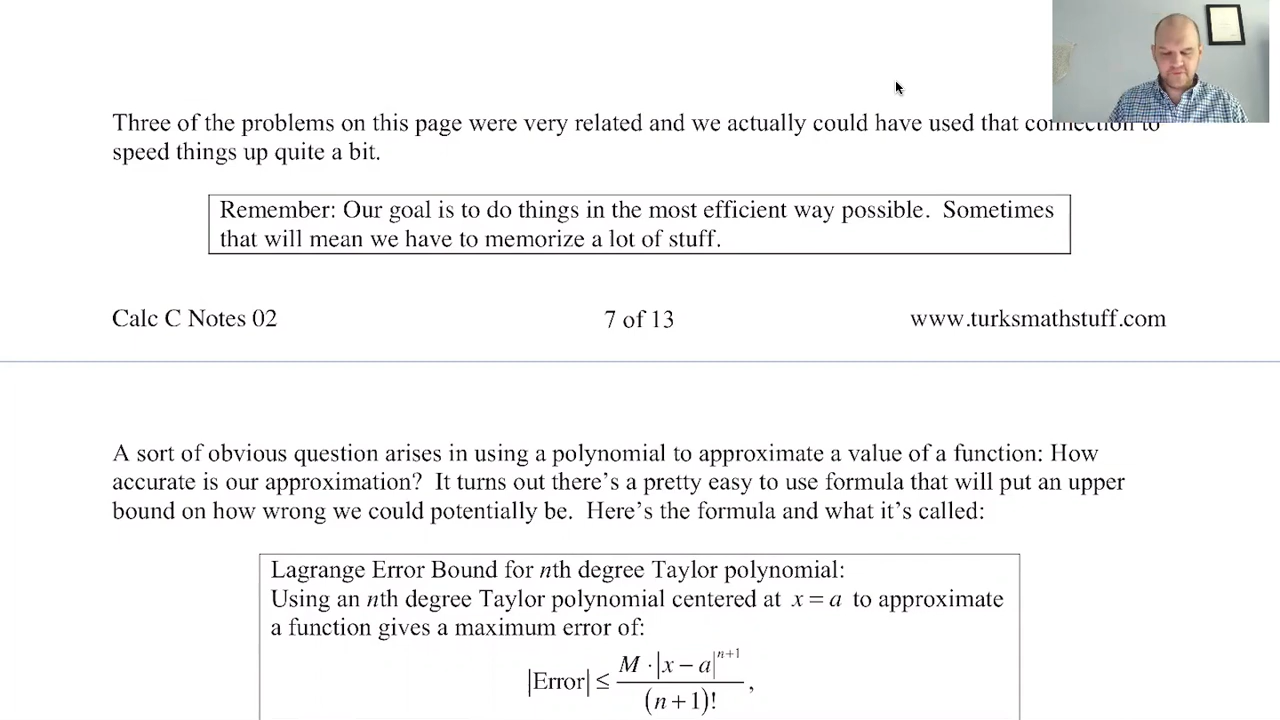 Three of the problems on this page were very related and we actually could have used that connection to
speed things up quite a bit.
Remember: Our goal is to do things in the most efficient way possible.  Sometimes
that will mean we have to memorize a lot of stuff.
Calc C Notes 02
7 of 13
www.turksmathstuff.com
A sort of obvious question arises in using a polynomial to approximate a value of a function: How
accurate is our approximation?  It turns out there's a pretty easy to use formula that will put an upper
bound on how wrong we could potentially be.  Here's the formula and what it's called:
Lagrange Error Bound for nth degree Taylor polynomial:
Using an nth degree Taylor polynomial centered at x = a to approximate
a function gives a maximum error of:
|Error| ≤ M·|x − a|^(n+1) / (n+1)! ,